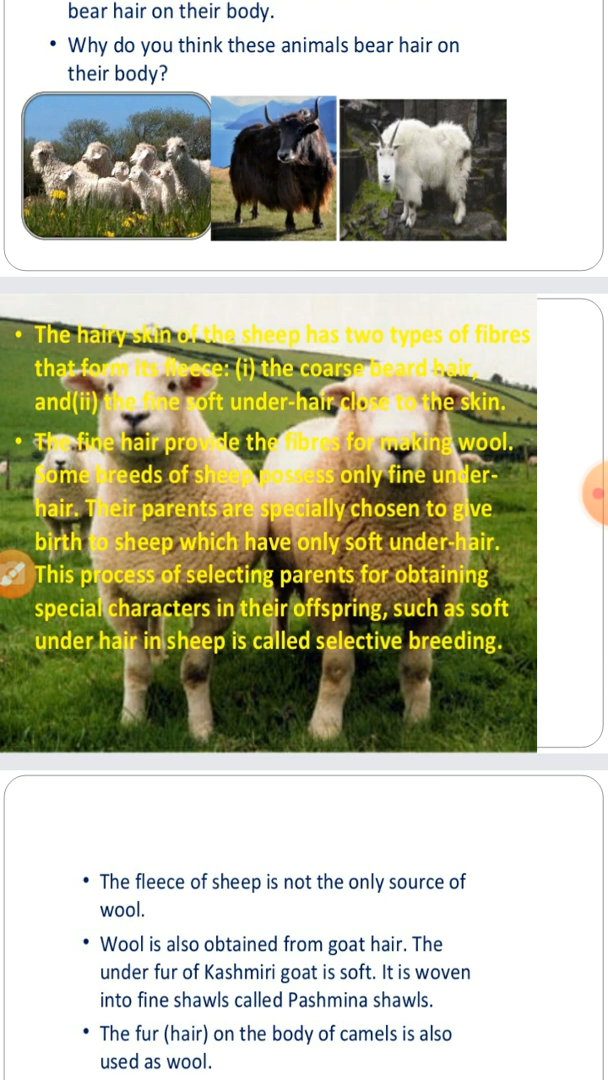 bear hair on their body.
• Why do you think these animals bear hair on
their body?
• The hairy skin of the sheep has two types of fibres
that form its fleece: (i) the coarse beard hair,
and(ii) the fine soft under-hair close to the skin.
• The fine hair provide the fibres for making wool.
Some breeds of sheep possess only fine under-
hair. Their parents are specially chosen to give
birth to sheep which have only soft under-hair.
This process of selecting parents for obtaining
special characters in their offspring, such as soft
under hair in sheep is called selective breeding.
• The fleece of sheep is not the only source of
wool.
• Wool is also obtained from goat hair. The
under fur of Kashmiri goat is soft. It is woven
into fine shawls called Pashmina shawls.
• The fur (hair) on the body of camels is also
used as wool.